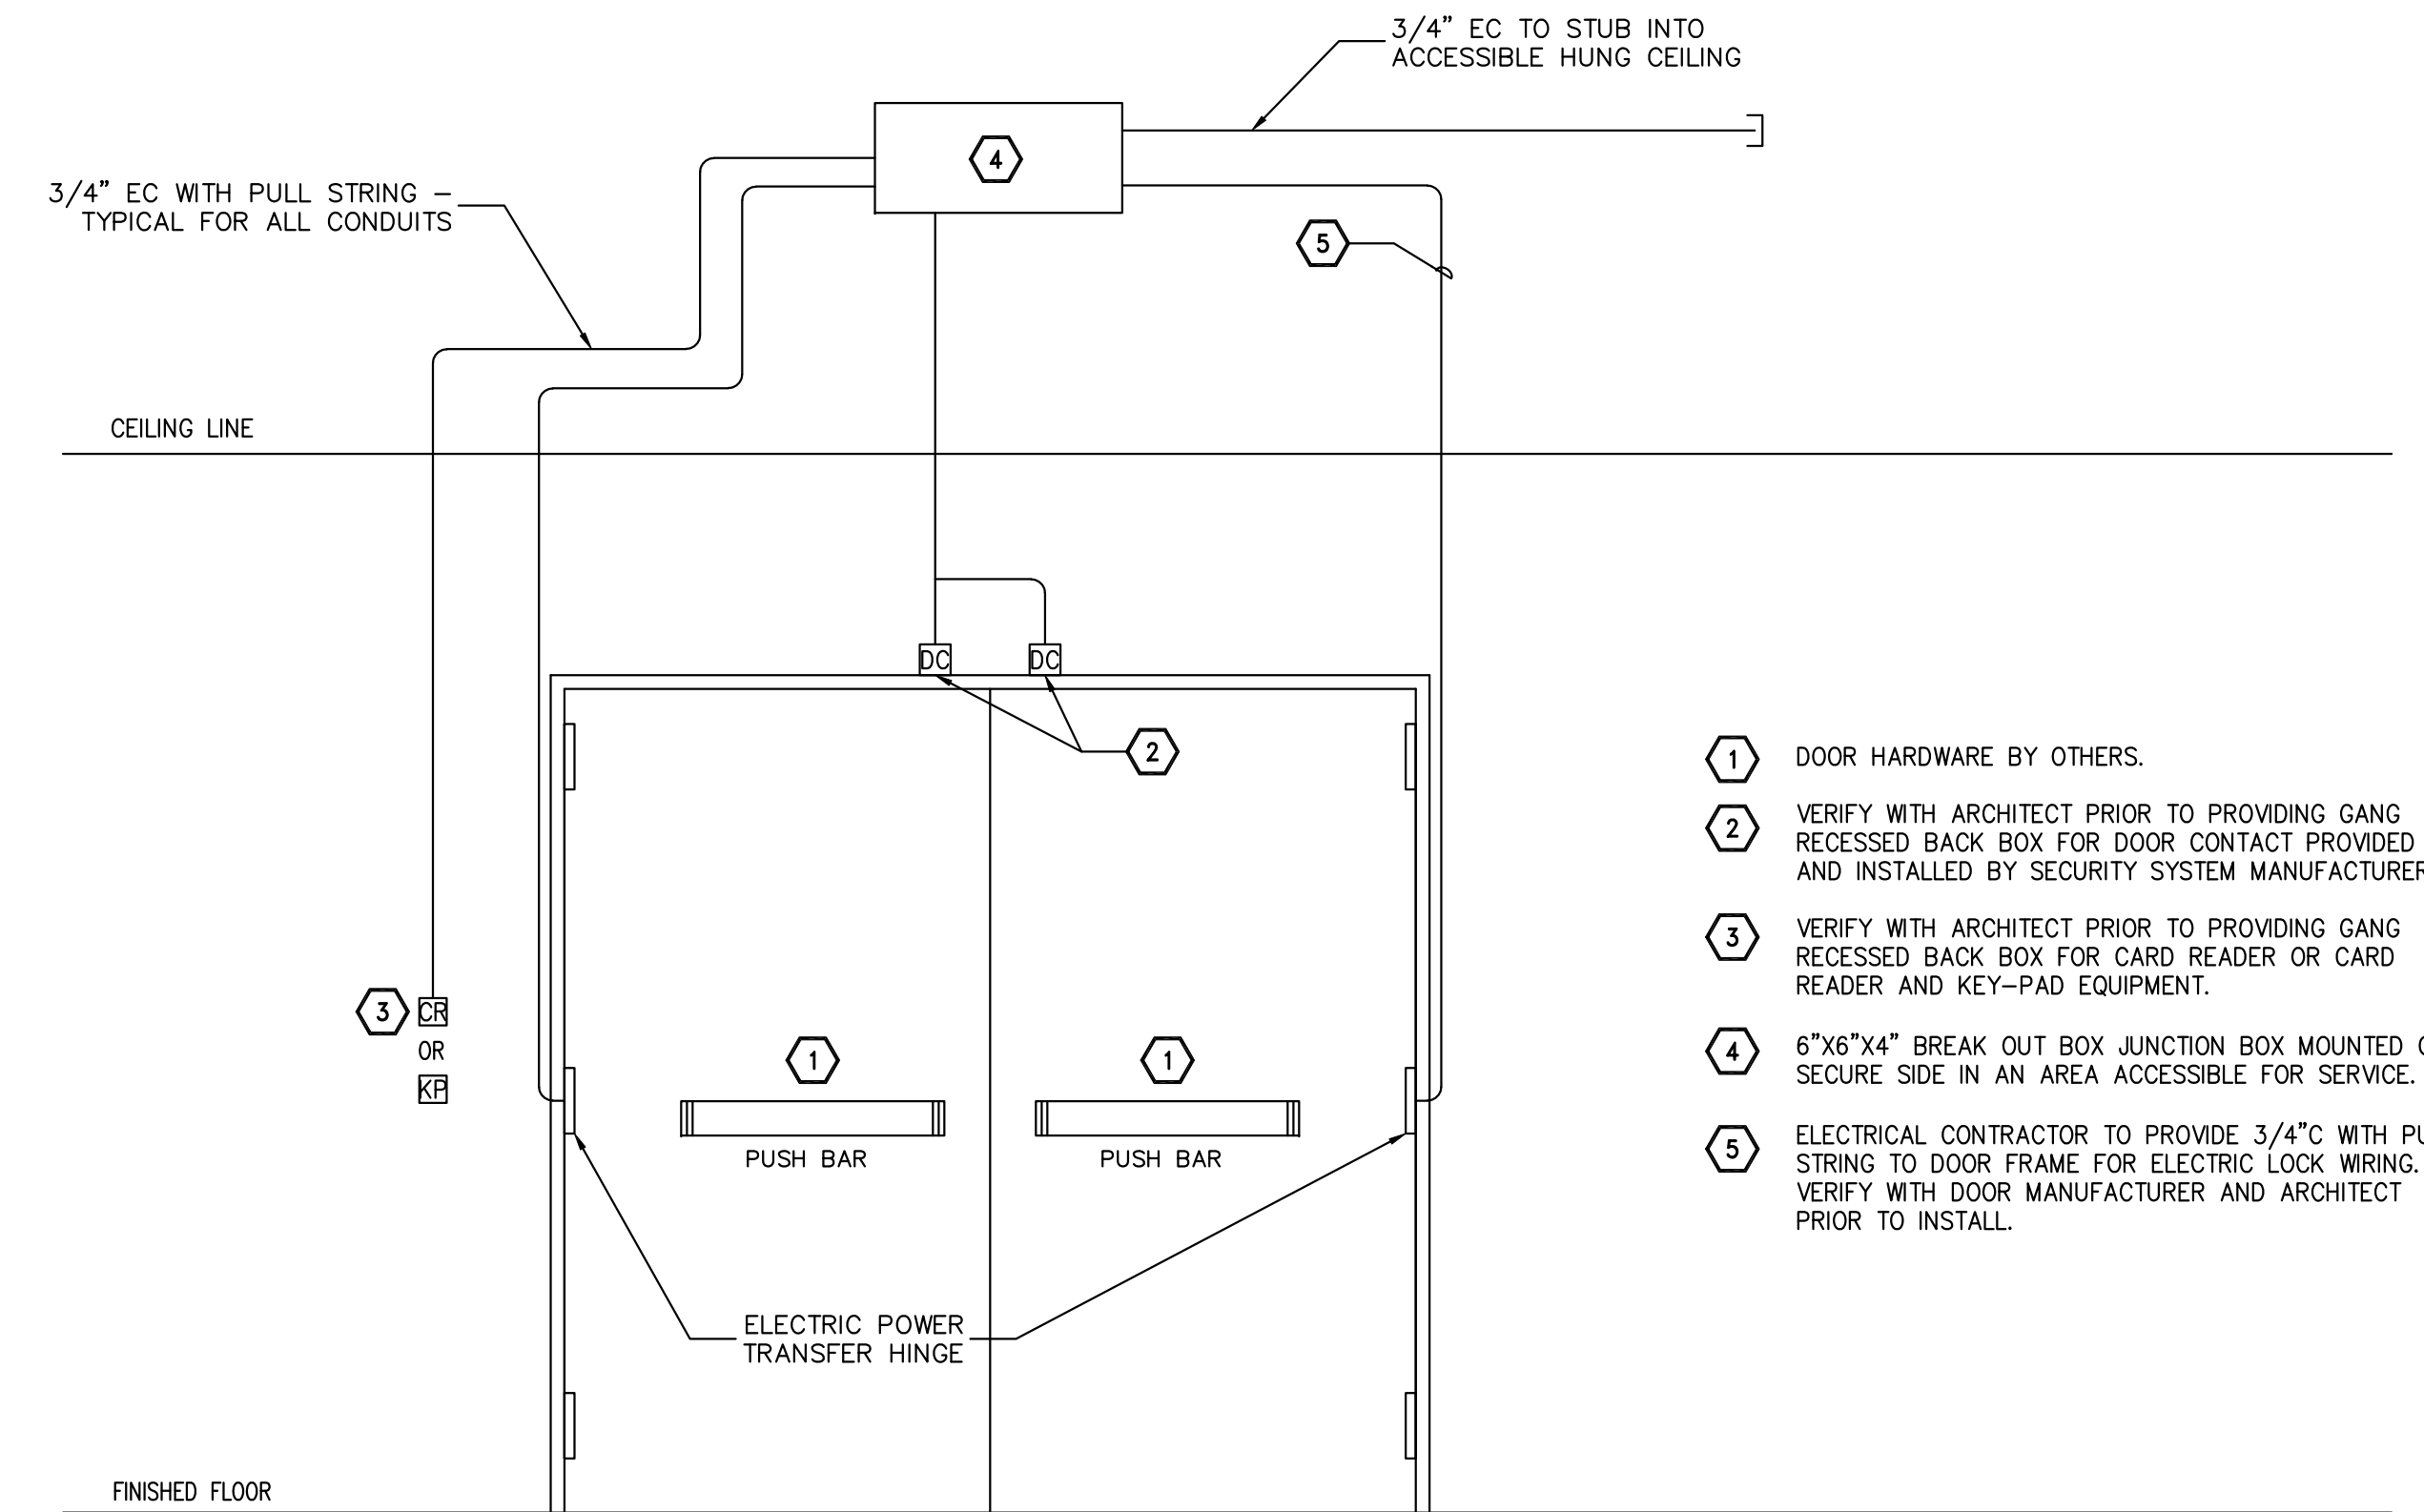 3/4” EC TO STUB INTO
ACCESSIBLE HUNG CEILING
4
3/4” EC WITH PULL STRING –
TYPICAL FOR ALL CONDUITS
5
CEILING LINE
DC
DC
2
1
DOOR HARDWARE BY OTHERS.
2
VERIFY WITH ARCHITECT PRIOR TO PROVIDING GANG
RECESSED BACK BOX FOR DOOR CONTACT PROVIDED
AND INSTALLED BY SECURITY SYSTEM MANUFACTURER
3
VERIFY WITH ARCHITECT PRIOR TO PROVIDING GANG
RECESSED BACK BOX FOR CARD READER OR CARD
READER AND KEY–PAD EQUIPMENT.
4
6”X6”X4” BREAK OUT BOX JUNCTION BOX MOUNTED
SECURE SIDE IN AN AREA ACCESSIBLE FOR SERVICE.
5
ELECTRICAL CONTRACTOR TO PROVIDE 3/4”C WITH
STRING TO DOOR FRAME FOR ELECTRIC LOCK WIRING.
VERIFY WITH DOOR MANUFACTURER AND ARCHITECT
PRIOR TO INSTALL.
3
CR
OR
KP
1
1
PUSH BAR
PUSH BAR
ELECTRIC POWER
TRANSFER HINGE
FINISHED FLOOR